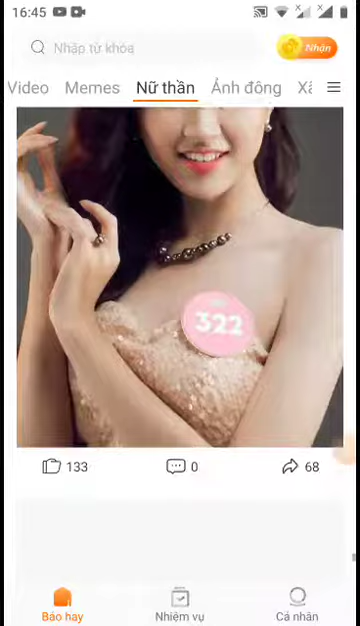 16:45
Nhập từ khóa
Nhận
Video Memes Nữ thần Ảnh động
322
133 0 68
Báo hay Nhiệm vụ Cá nhân